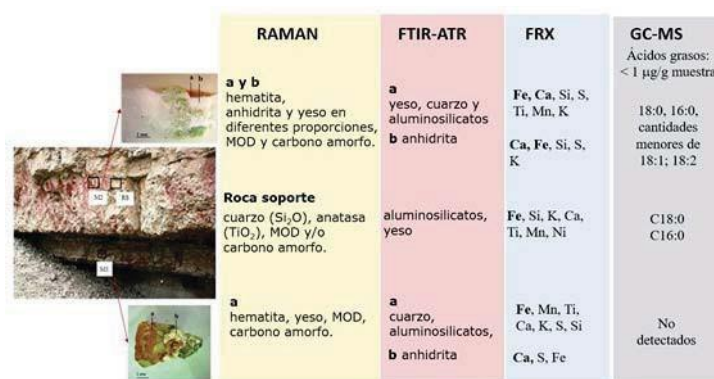 RAMAN
FTIR-ATR
FRX
GC-MS
Ácidos grasos:
< 1 μg/g muestra
a y b
hematita,
anhidrita y yeso en
diferentes proporciones,
MOD y carbono amorfo.
a
yeso, cuarzo y
aluminosilicatos
b anhidrita
Fe, Ca, Si, S,
Ti, Mn, K
Ca, Fe, Si, S,
K
18:0, 16:0,
cantidades
menores de
18:1; 18:2
a b
M2
M1
Roca soporte
cuarzo (Si₂O), anatasa
(TiO₂), MOD y/o
carbono amorfo.
aluminosilicatos,
yeso
Fe, Si, K, Ca,
Ti, Mn, Ni
C18:0
C16:0
a
hematita, yeso, MOD,
carbono amorfo.
a
cuarzo,
aluminosilicatos,
b anhidrita
Fe, Mn, Ti,
Ca, K, S, Si
Ca, S, Fe
No
detectados